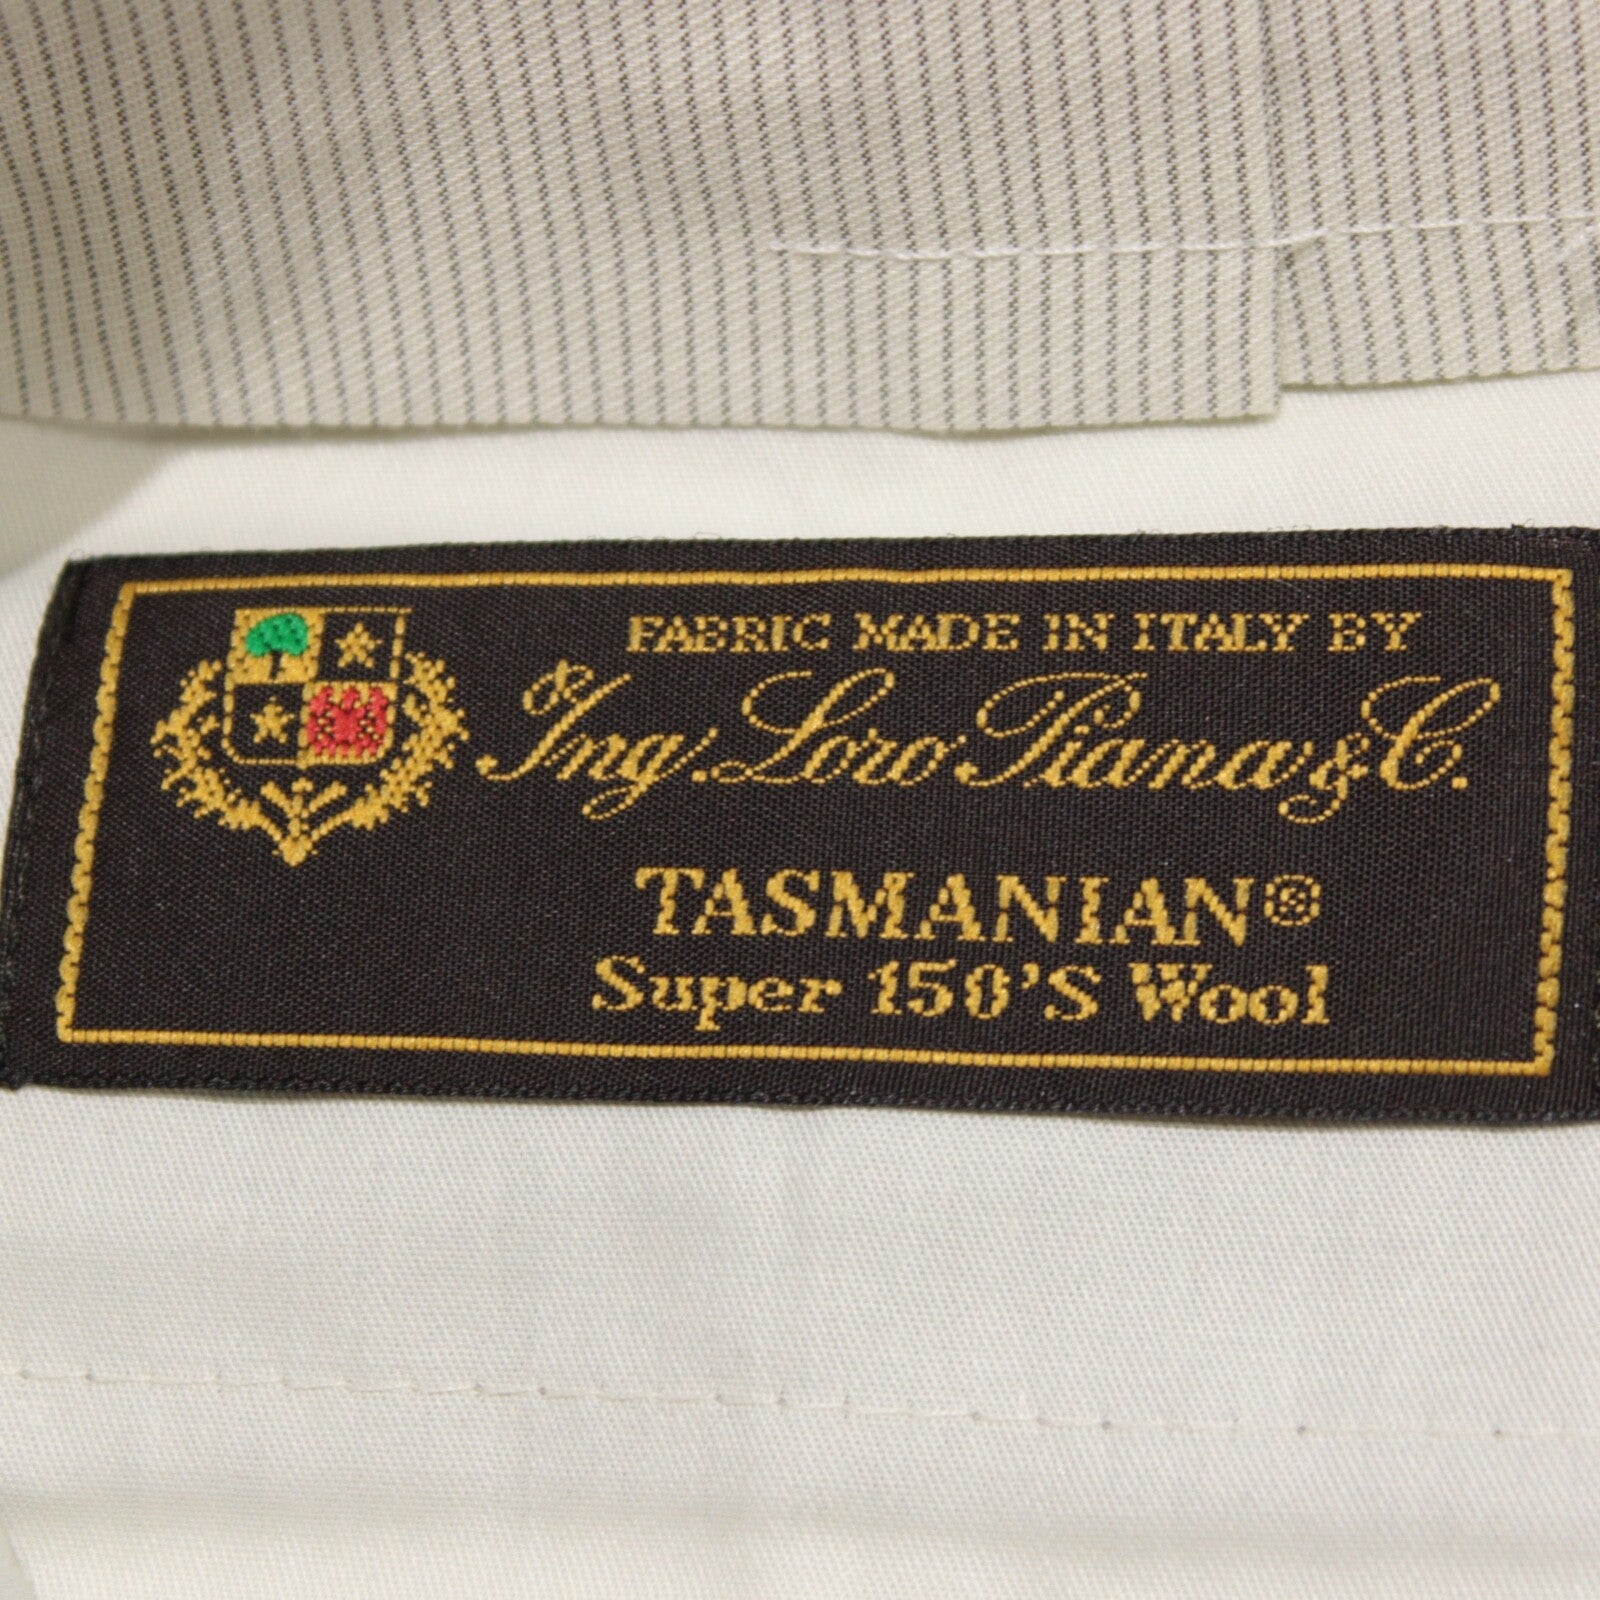 FABRIC MADE IN ITALY BY
Ing. Loro Piana & C.
TASMANIAN®
Super 150'S Wool